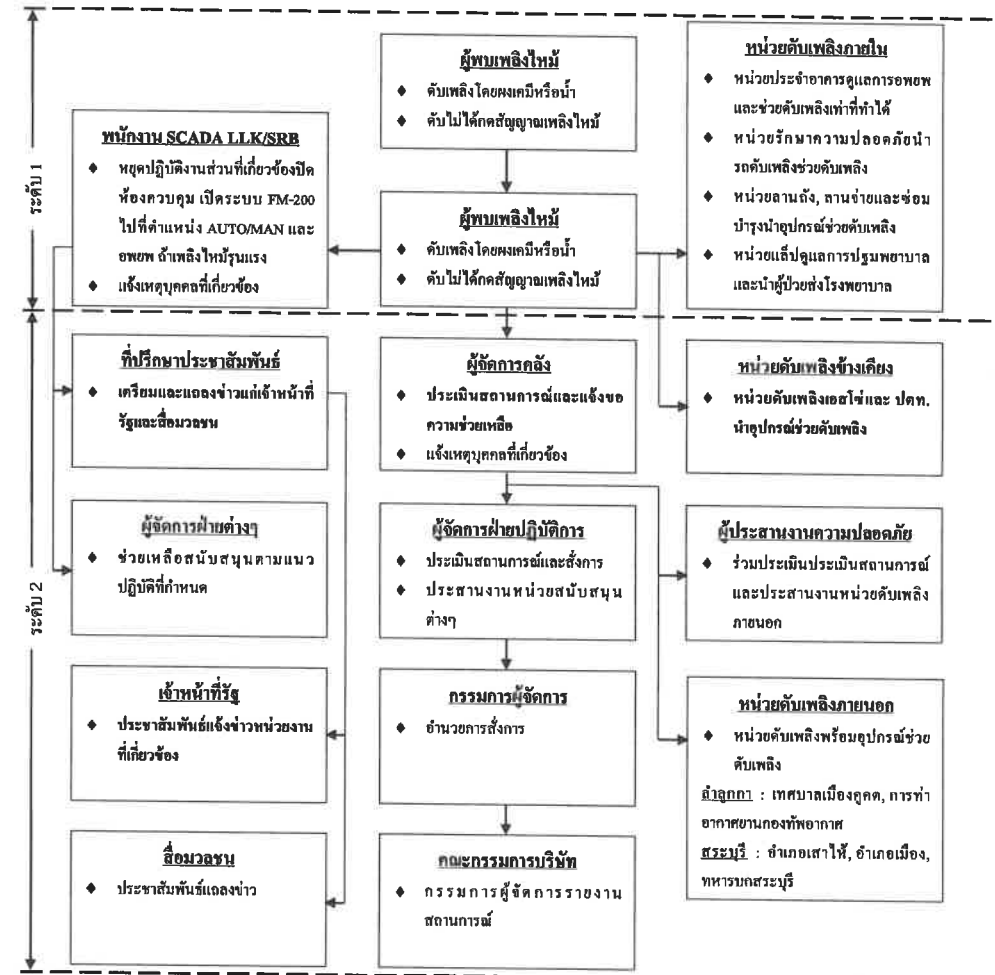 ระดับ 1
ผู้พบเพลิงไหม้
♦ ดับเพลิงโดยผงเคมีหรือน้ำ
♦ ดับไม่ได้กดสัญญาณเพลิงไหม้
หน่วยดับเพลิงภายใน
♦ หน่วยประจำอาคารดูแลการอพยพ
และช่วยดับเพลิงเท่าที่ทำได้
♦ หน่วยรักษาความปลอดภัยนำ
รถดับเพลิงช่วยดับเพลิง
♦ หน่วยลานถัง, ลานจ่ายและซ่อม
บำรุงนำอุปกรณ์ช่วยดับเพลิง
♦ หน่วยแล็ปดูแลการปฐมพยาบาล
และนำผู้ป่วยส่งโรงพยาบาล
พนักงาน SCADA LLK/SRB
♦ หยุดปฏิบัติงานส่วนที่เกี่ยวข้องปิด
ห้องควบคุม เปิดระบบ FM-200
ไปที่ตำแหน่ง AUTO/MAN และ
อพยพ ถ้าเพลิงไหม้รุนแรง
♦ แจ้งเหตุบุคคลที่เกี่ยวข้อง
ผู้พบเพลิงไหม้
♦ ดับเพลิงโดยผงเคมีหรือน้ำ
♦ ดับไม่ได้กดสัญญาณเพลิงไหม้
ระดับ 2
ที่ปรึกษาประชาสัมพันธ์
♦ เตรียมและแถลงข่าวแก่เจ้าหน้าที่
รัฐและสื่อมวลชน
ผู้จัดการคลัง
♦ ประเมินสถานการณ์และแจ้งขอ
ความช่วยเหลือ
♦ แจ้งเหตุบุคคลที่เกี่ยวข้อง
หน่วยดับเพลิงข้างเคียง
♦ หน่วยดับเพลิงเอสโซ่และ ปตท.
นำอุปกรณ์ช่วยดับเพลิง
ผู้จัดการฝ่ายต่างๆ
♦ ช่วยเหลือสนับสนุนตามแนว
ปฏิบัติที่กำหนด
ผู้จัดการฝ่ายปฏิบัติการ
♦ ประเมินสถานการณ์และสั่งการ
♦ ประสานงานหน่วยสนับสนุน
ต่างๆ
ผู้ประสานงานความปลอดภัย
♦ ร่วมประเมินประเมินสถานการณ์
และประสานงานหน่วยดับเพลิง
ภายนอก
เจ้าหน้าที่รัฐ
♦ ประชาสัมพันธ์แจ้งข่าวหน่วยงาน
ที่เกี่ยวข้อง
กรรมการผู้จัดการ
♦ อำนวยการสั่งการ
หน่วยดับเพลิงภายนอก
♦ หน่วยดับเพลิงพร้อมอุปกรณ์ช่วย
ดับเพลิง
ลำลูกกา : เทศบาลเมืองคูคต, การท่า
อากาศยานกองทัพอากาศ
สระบุรี : อำเภอเสาไห้, อำเภอเมือง,
ทหารบกสระบุรี
สื่อมวลชน
♦ ประชาสัมพันธ์แถลงข่าว
คณะกรรมการบริษัท
♦ กรรมการผู้จัดการรายงาน
สถานการณ์